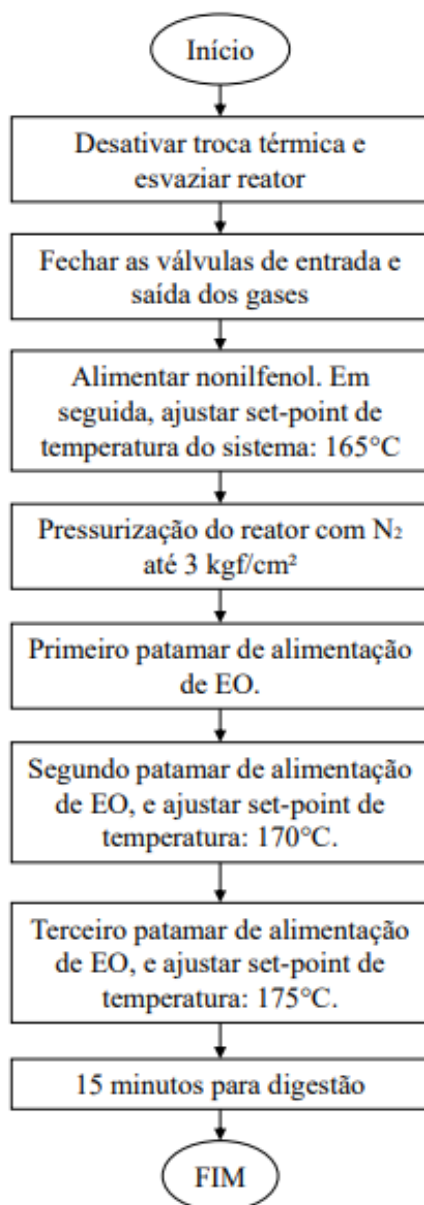 Início
Desativar troca térmica e
esvaziar reator
Fechar as válvulas de entrada e
saída dos gases
Alimentar nonilfenol. Em
seguida, ajustar set-point de
temperatura do sistema: 165°C
Pressurização do reator com N₂
até 3 kgf/cm²
Primeiro patamar de alimentação
de EO.
Segundo patamar de alimentação
de EO, e ajustar set-point de
temperatura: 170°C.
Terceiro patamar de alimentação
de EO, e ajustar set-point de
temperatura: 175°C.
15 minutos para digestão
FIM